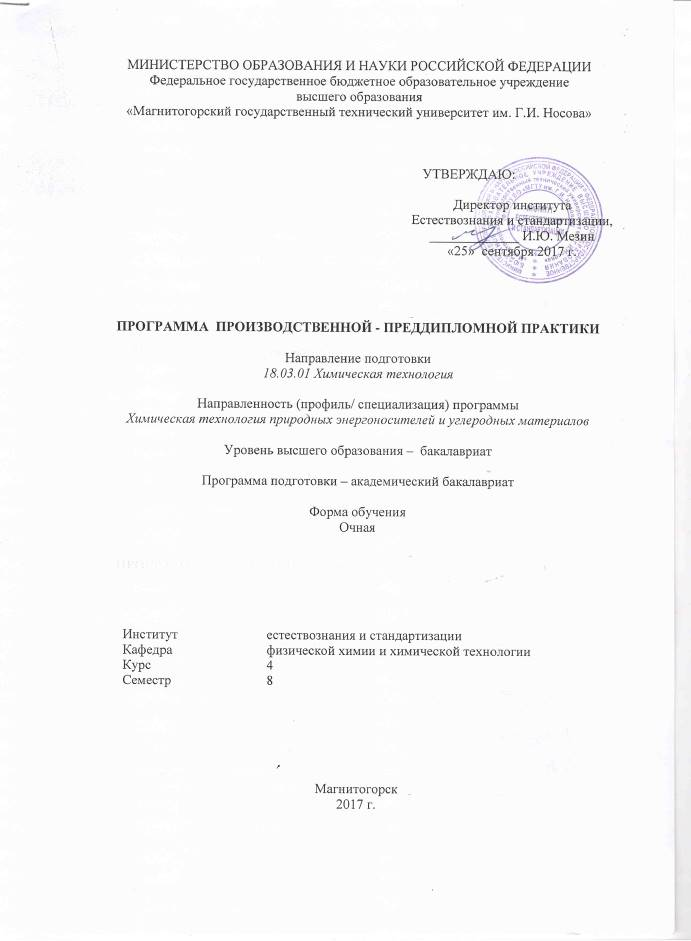 МИНИСТЕРСТВО ОБРАЗОВАНИЯ И НАУКИ РОССИЙСКОЙ ФЕДЕРАЦИИ
Федеральное государственное бюджетное образовательное учреждение
высшего образования
«Магнитогорский государственный технический университет им. Г.И. Носова»
УТВЕРЖДАЮ:
Директор института
Естествознания и стандартизации,
И.Ю. Мезин
«25» сентября 2017 г.
ПРОГРАММА ПРОИЗВОДСТВЕННОЙ - ПРЕДДИПЛОМНОЙ ПРАКТИКИ
Направление подготовки
18.03.01 Химическая технология
Направленность (профиль/ специализация) программы
Химическая технология природных энергоносителей и углеродных материалов
Уровень высшего образования – бакалавриат
Программа подготовки – академический бакалавриат
Форма обучения
Очная
Институт естествознания и стандартизации
Кафедра физической химии и химической технологии
Курс 4
Семестр 8
Магнитогорск
2017 г.